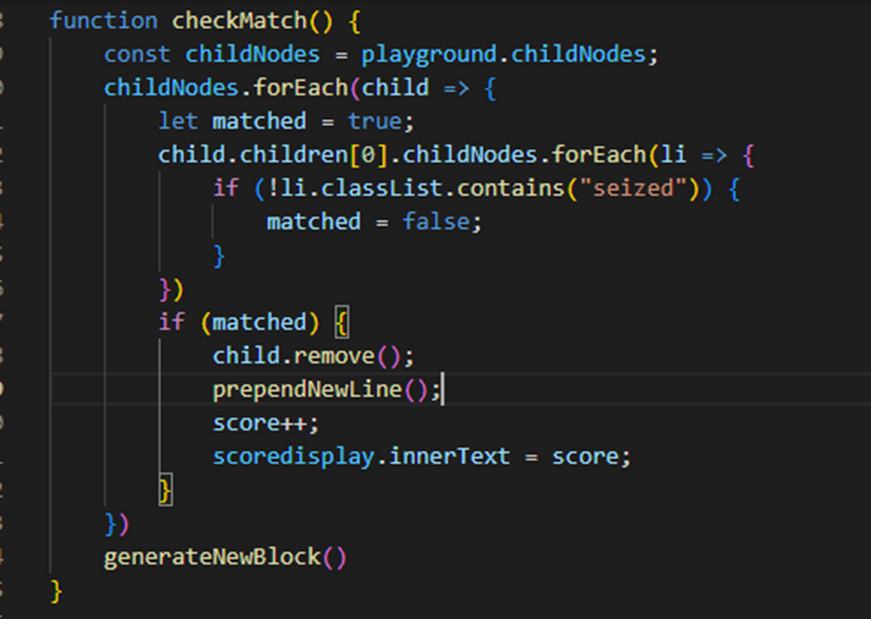 function checkMatch() {
    const childNodes = playground.childNodes;
    childNodes.forEach(child => {
        let matched = true;
        child.children[0].childNodes.forEach(li => {
            if (!li.classList.contains("seized")) {
                matched = false;
            }
        })
        if (matched) {
            child.remove();
            prependNewLine();
            score++;
            scoredisplay.innerText = score;
        }
    })
    generateNewBlock()
}